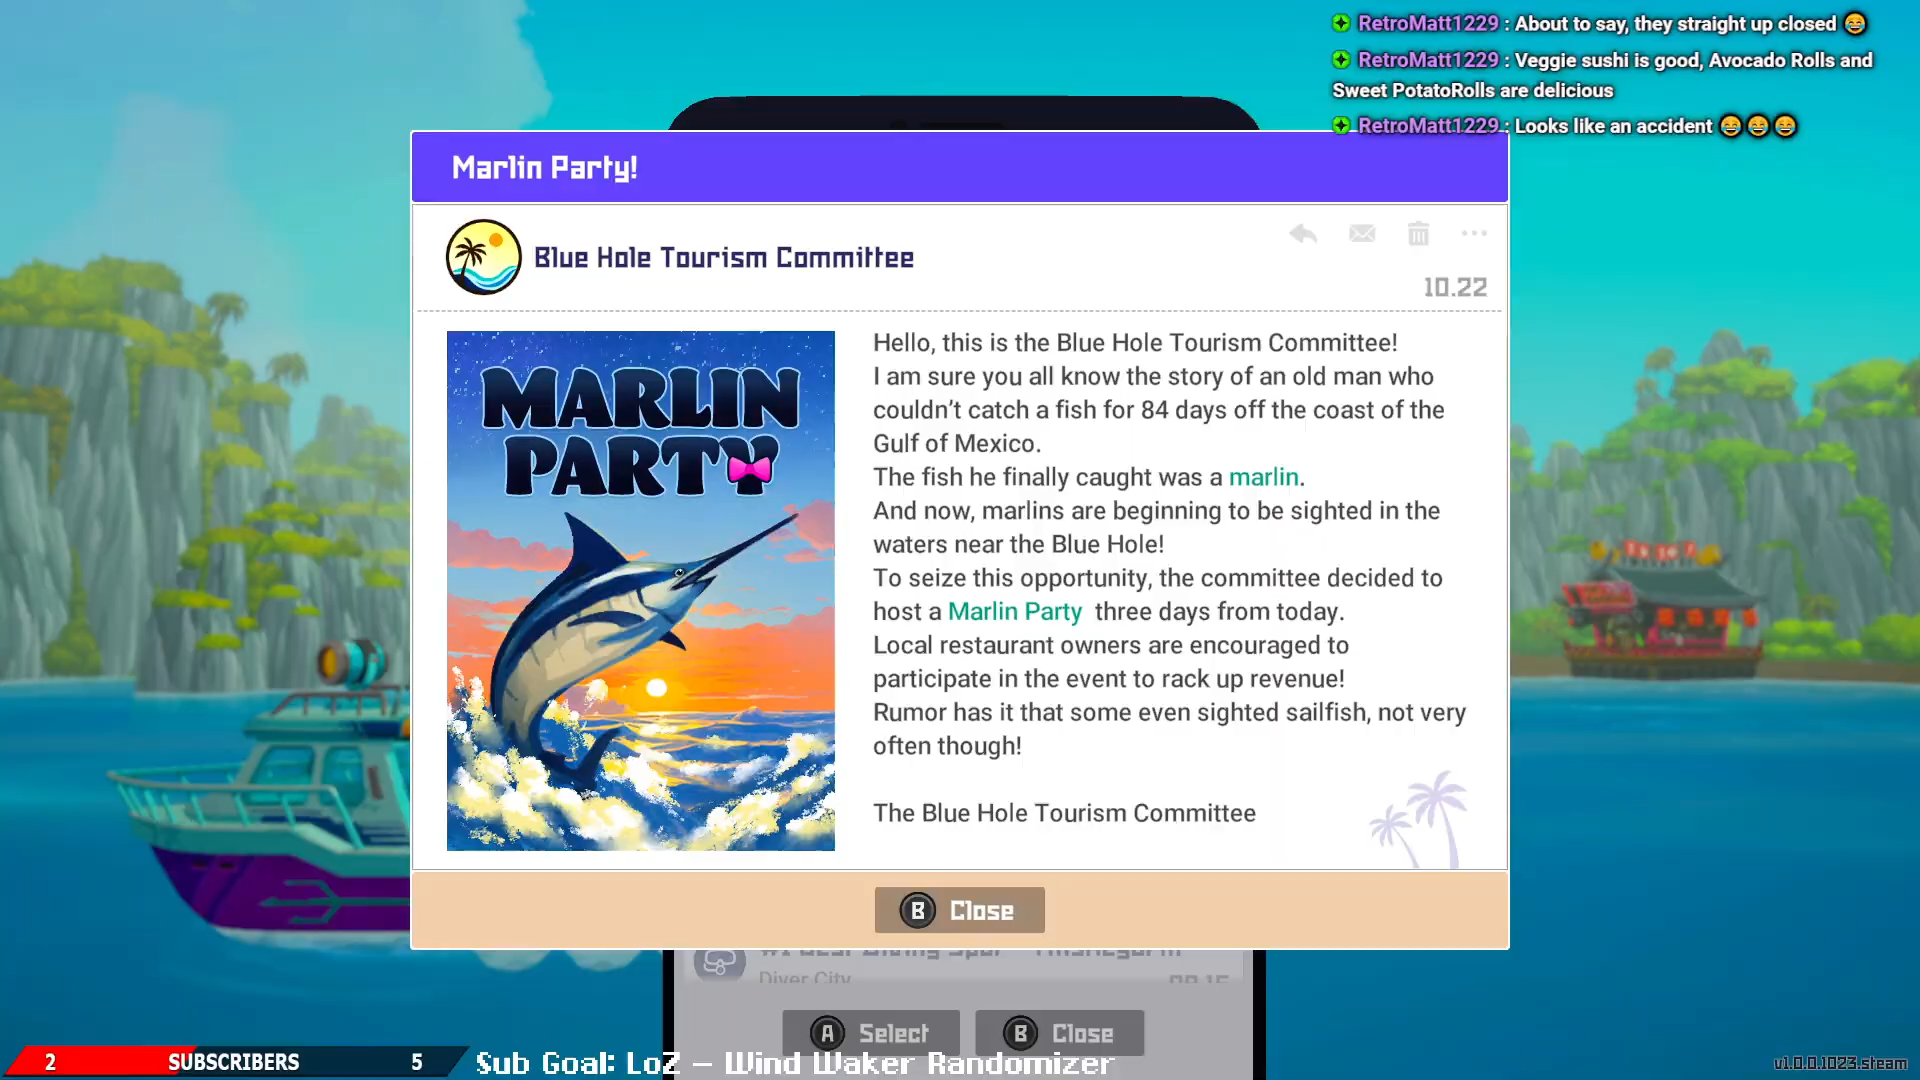 RetroMatt1229 : About to say, they straight up closed
RetroMatt1229 : Veggie sushi is good, Avocado Rolls and
Sweet PotatoRolls are delicious
RetroMatt1229 : Looks like an accident
Marlin Party!
Blue Hole Tourism Committee
10.22
MARLIN
PARTY
Hello, this is the Blue Hole Tourism Committee!
I am sure you all know the story of an old man who
couldn't catch a fish for 84 days off the coast of the
Gulf of Mexico.
The fish he finally caught was a marlin.
And now, marlins are beginning to be sighted in the
waters near the Blue Hole!
To seize this opportunity, the committee decided to
host a Marlin Party three days from today.
Local restaurant owners are encouraged to
participate in the event to rack up revenue!
Rumor has it that some even sighted sailfish, not very
often though!
The Blue Hole Tourism Committee
B Close
#1 Best Diving Spot
Diver City
A Select
B Close
2 SUBSCRIBERS 5
Sub Goal: LoZ – Wind Waker Randomizer
v1.0.0.1023.steam